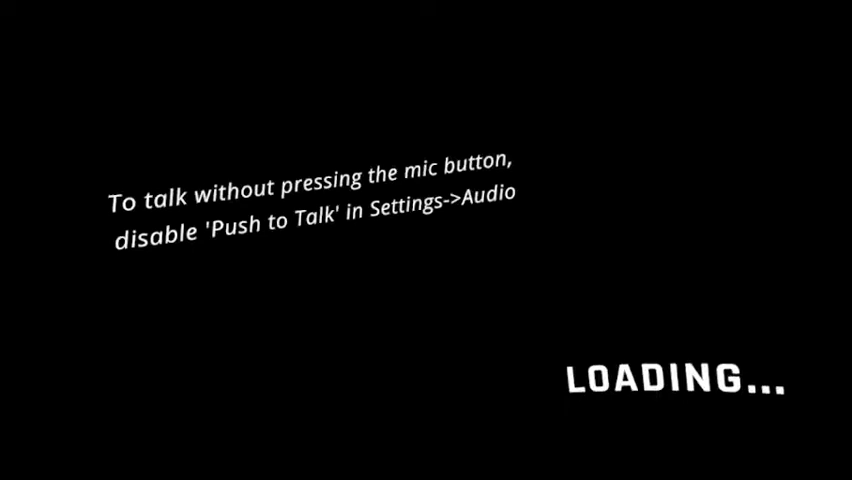 To talk without pressing the mic button,
disable 'Push to Talk' in Settings->Audio
LOADING...